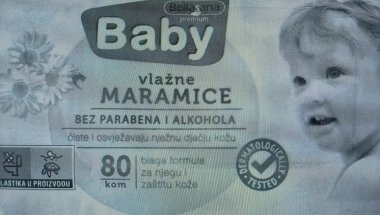 Bellasana
premium
Baby
vlažne
MARAMICE
BEZ PARABENA I ALKOHOLA
čiste i osvježavaju nježnu dječju kožu
80
kom
blaga formula
za njegu i
zaštitu kože
DERMATOLOGICALLY
TESTED
LASTIKA U PROIZVODU